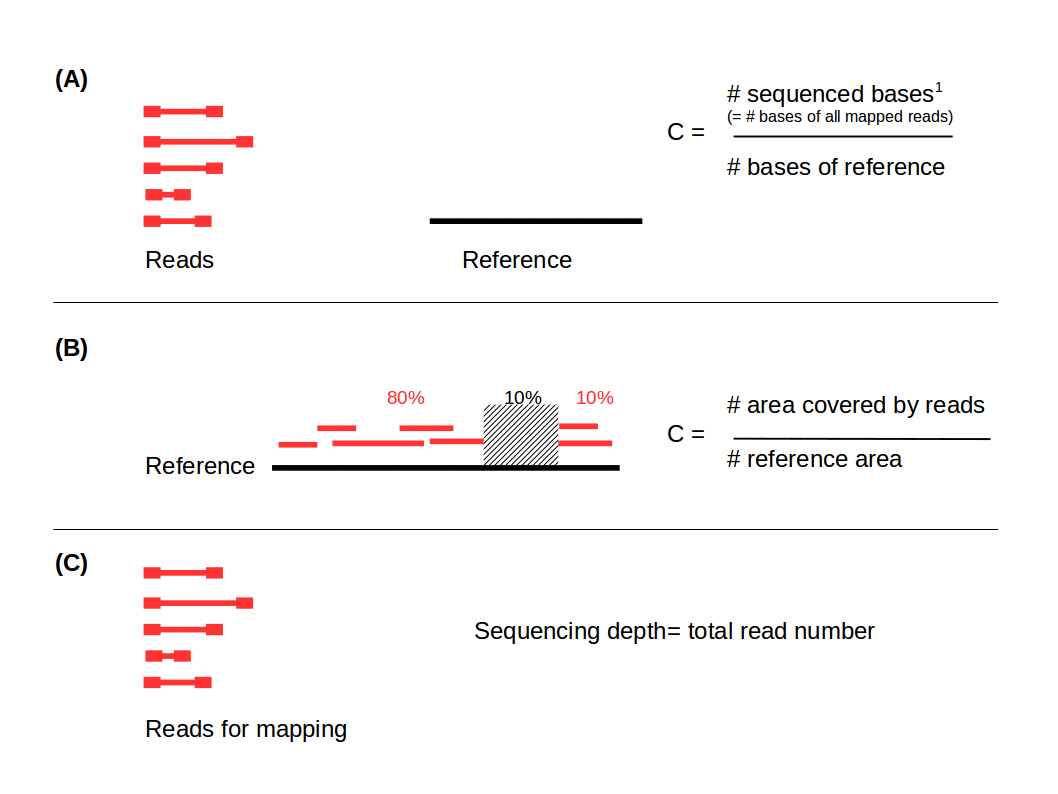 (A)
# sequenced bases1
(= # bases of all mapped reads)
C =
# bases of reference
Reads
Reference
(B)
80%
10%
10%
# area covered by reads
C =
# reference area
Reference
(C)
Sequencing depth= total read number
Reads for mapping